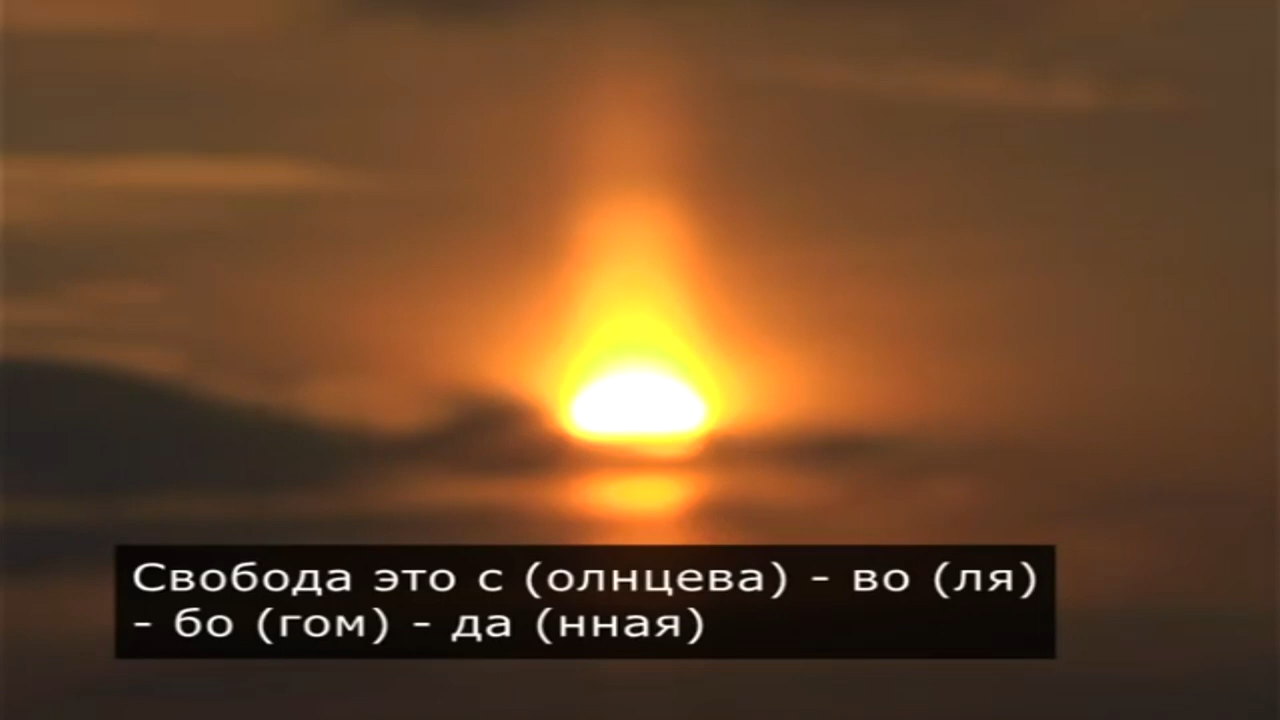 Свобода это с (олнцева) - во (ля)
- бо (гом) - да (нная)